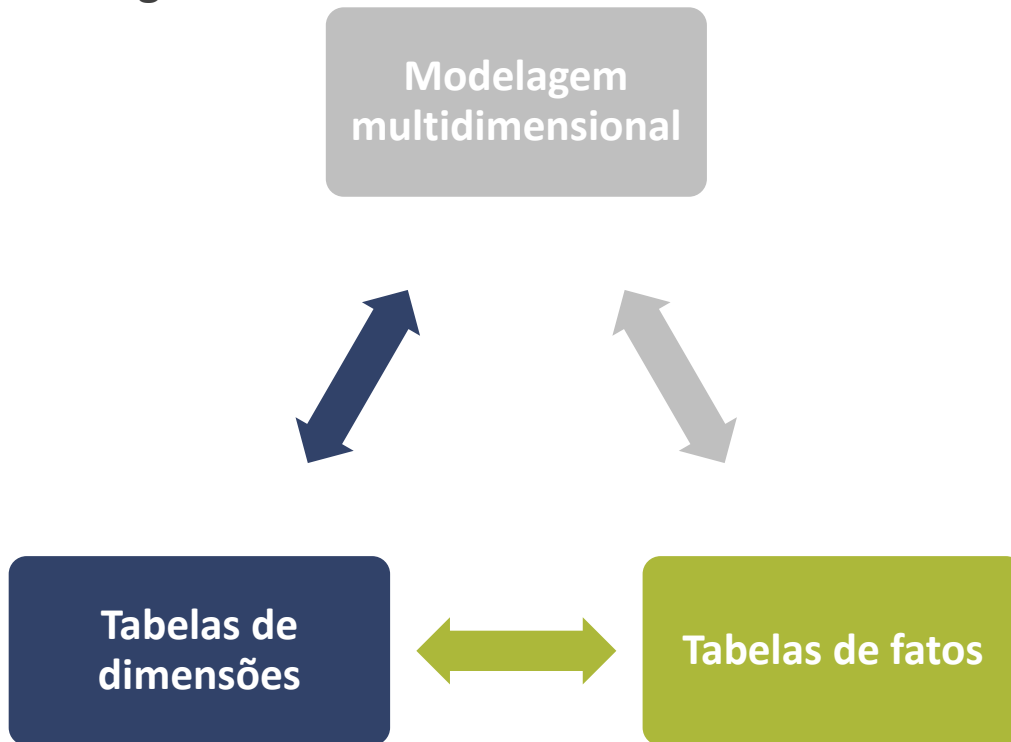 Modelagem
multidimensional
Tabelas de
dimensões
Tabelas de fatos